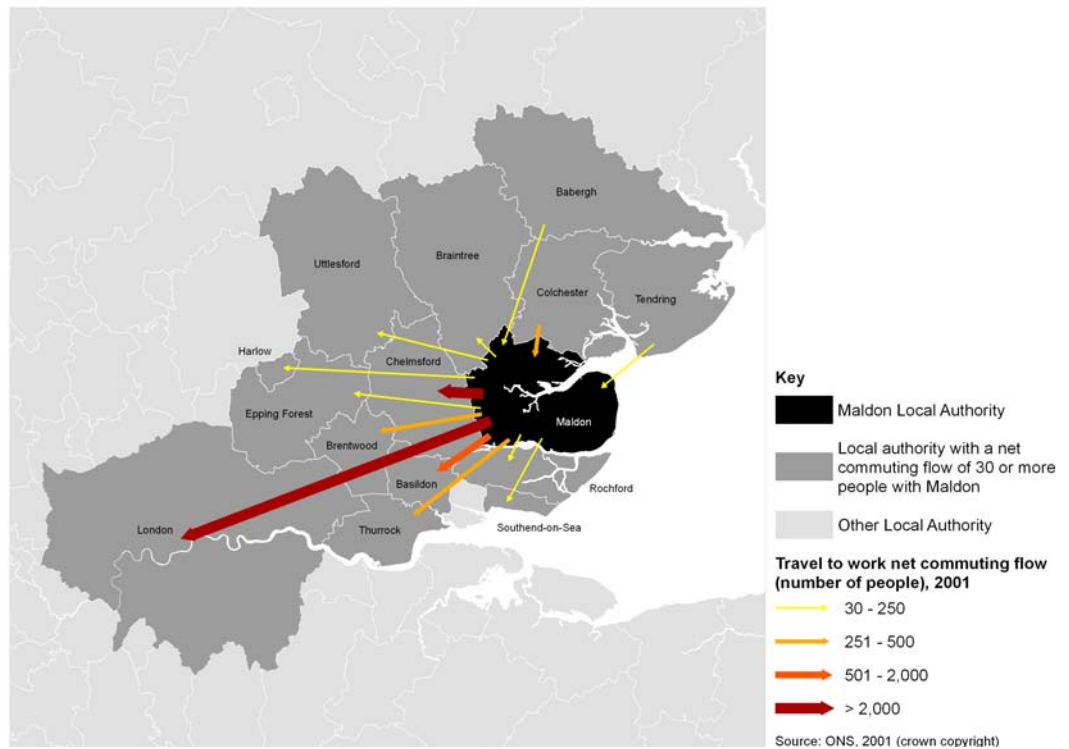 Babergh
Uttlesford
Braintree
Colchester
Tendring
Harlow
Chelmsford
Epping Forest
Maldon
Brentwood
Basildon
Rochford
London
Thurrock
Southend-on-Sea
Key
Maldon Local Authority
Local authority with a net
commuting flow of 30 or more
people with Maldon
Other Local Authority
Travel to work net commuting flow
(number of people), 2001
30 - 250
251 - 500
501 - 2,000
> 2,000
Source: ONS, 2001 (crown copyright)